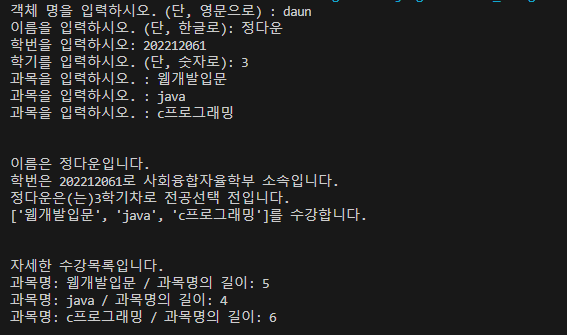 객체 명을 입력하시오. (단, 영문으로) : daun
이름을 입력하시오. (단, 한글로): 정다운
학번을 입력하시오: 202212061
학기를 입력하시오. (단, 숫자로): 3
과목을 입력하시오. : 웹개발입문
과목을 입력하시오. : java
과목을 입력하시오. : c프로그래밍
이름은 정다운입니다.
학번은 202212061로 사회융합자율학부 소속입니다.
정다운은(는)3학기차로 전공선택 전입니다.
['웹개발입문', 'java', 'c프로그래밍']를 수강합니다.
자세한 수강목록입니다.
과목명: 웹개발입문 / 과목명의 길이: 5
과목명: java / 과목명의 길이: 4
과목명: c프로그래밍 / 과목명의 길이: 6